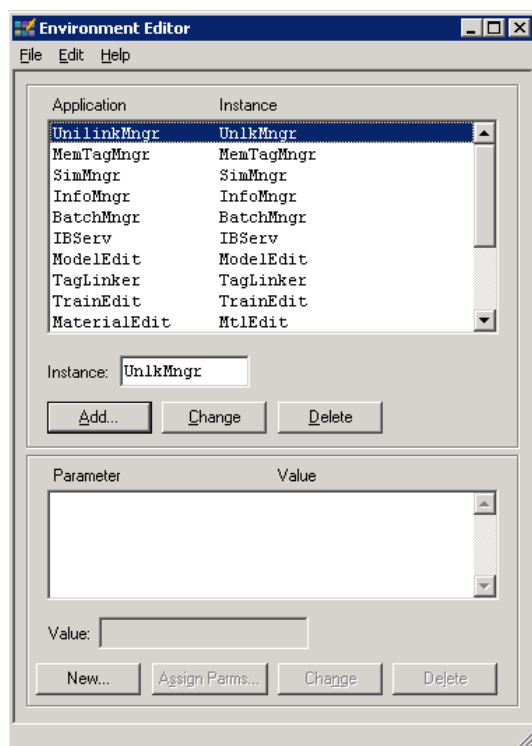 Environment Editor
File Edit Help
Application Instance
UnilinkMngr UnlkMngr
MemTagMngr MemTagMngr
SimMngr SimMngr
InfoMngr InfoMngr
BatchMngr BatchMngr
IBServ IBServ
ModelEdit ModelEdit
TagLinker TagLinker
TrainEdit TrainEdit
MaterialEdit MtlEdit
Instance: UnlkMngr
Add... Change Delete
Parameter Value
Value:
New... Assign Parms... Change Delete